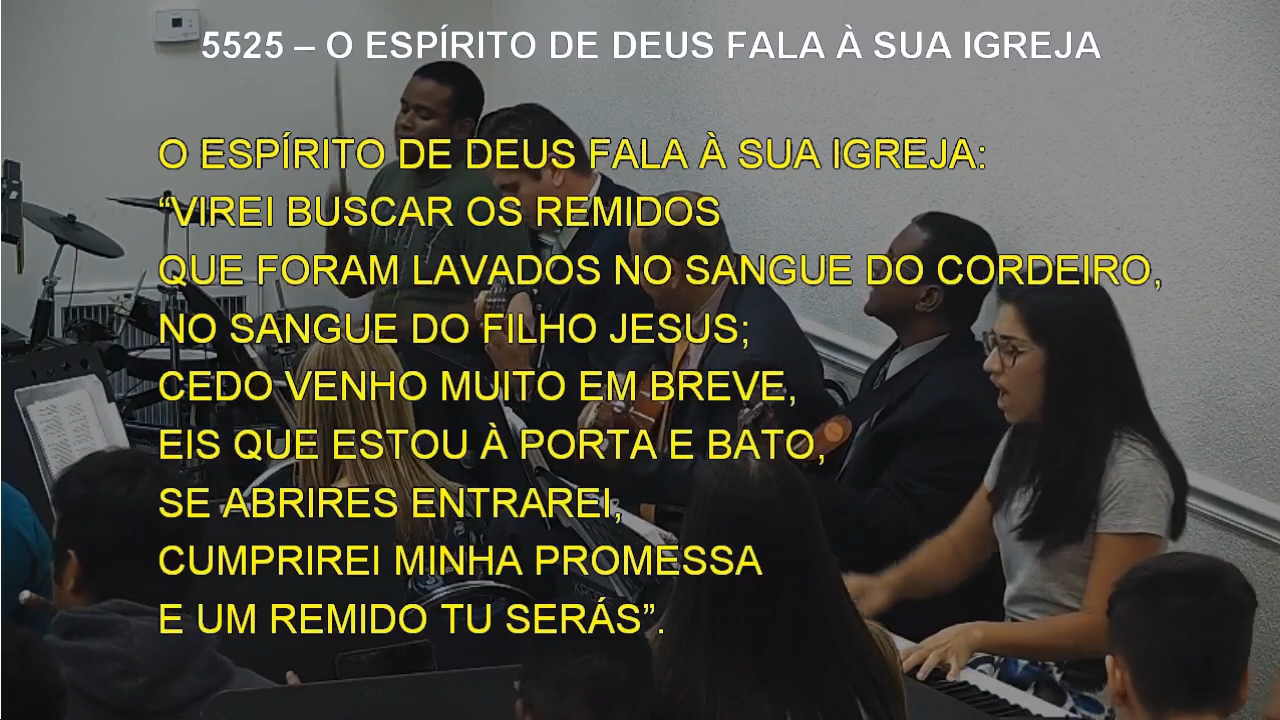 5525 – O ESPÍRITO DE DEUS FALA À SUA IGREJA
O ESPÍRITO DE DEUS FALA À SUA IGREJA:
“VIREI BUSCAR OS REMIDOS
QUE FORAM LAVADOS NO SANGUE DO CORDEIRO,
NO SANGUE DO FILHO JESUS;
CEDO VENHO MUITO EM BREVE,
EIS QUE ESTOU À PORTA E BATO,
SE ABRIRES ENTRAREI,
CUMPRIREI MINHA PROMESSA
E UM REMIDO TU SERÁS”.